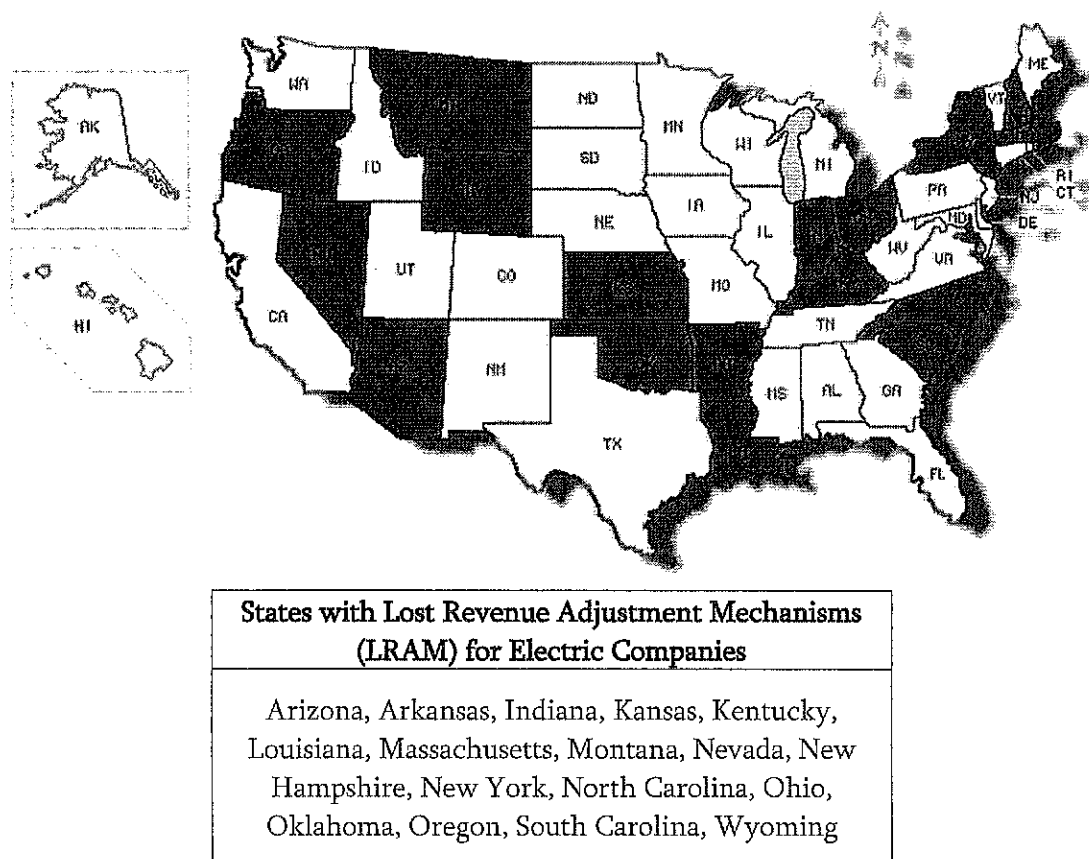 ME
WA
VT
ND
MN
AK
ID
SD
WI
MI
PA
RI
CT
NJ
IA
NE
MD
DE
IL
WV
VA
UT
CO
MO
CA
HI
TN
NM
MS
AL
GA
TX
FL
States with Lost Revenue Adjustment Mechanisms
(LRAM) for Electric Companies
Arizona, Arkansas, Indiana, Kansas, Kentucky,
Louisiana, Massachusetts, Montana, Nevada, New
Hampshire, New York, North Carolina, Ohio,
Oklahoma, Oregon, South Carolina, Wyoming